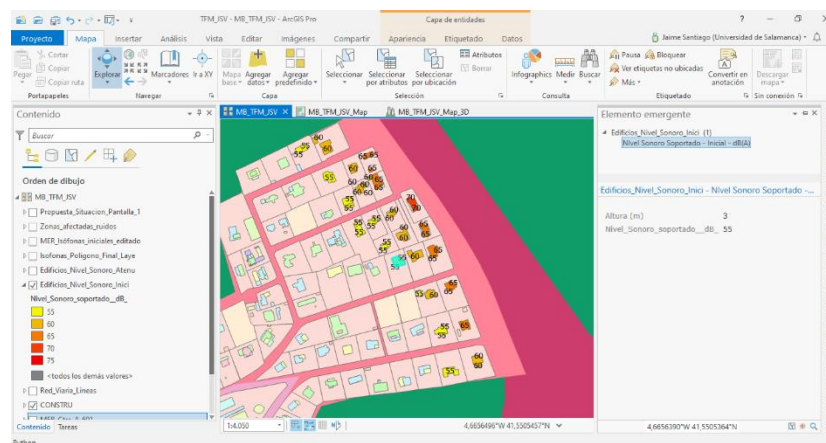 TFM_JSV - MB_TFM_JSV - ArcGIS Pro
Capa de entidades
?
Proyecto Mapa Insertar Análisis Vista Editar Imágenes Compartir Apariencia Etiquetado Datos
Jaime Santiago (Universidad de Salamanca)
Pegar
Cortar
Copiar
Copiar ruta
Portapapeles
Explorar
Marcadores
Ir a XY
Navegar
Mapa base
Agregar datos
Agregar predefinido
Capa
Seleccionar
Seleccionar por atributos
Seleccionar por ubicación
Atributos
Borrar
Selección
Infographics
Medir
Buscar
Consulta
Pausa
Bloquear
Ver etiquetas no ubicadas
Más
Convertir en anotación
Etiquetado
Descargar mapa
Sin conexión
Contenido
Buscar
Orden de dibujo
MB_TFM_JSV
Propuesta_Situacion_Pantalla_1
Zonas_afectadas_ruidos
MER_Isófonas_iniciales_editado
Isofonas_Poligono_Final_Laye
Edificios_Nivel_Sonoro_Atenu
Edificios_Nivel_Sonoro_Inici
Nivel_Sonoro_soportado__dB_
55
60
65
70
75
<todos los demás valores>
Red_Viaria_Lineas
CONSTRU
Contenido Tareas
MB_TFM_JSV
MB_TFM_JSV_Map
MB_TFM_JSV_Map_3D
1:4.050
4,6656496°W 41,5505457°N
Elemento emergente
Edificios_Nivel_Sonoro_Inici (1)
Nivel Sonoro Soportado - Inicial - dB(A)
Edificios_Nivel_Sonoro_Inici - Nivel Sonoro Soportado -...
Altura (m) 3
Nivel_Sonoro_soportado__dB_ 55
4,6656390°W 41,5505364°N
Python